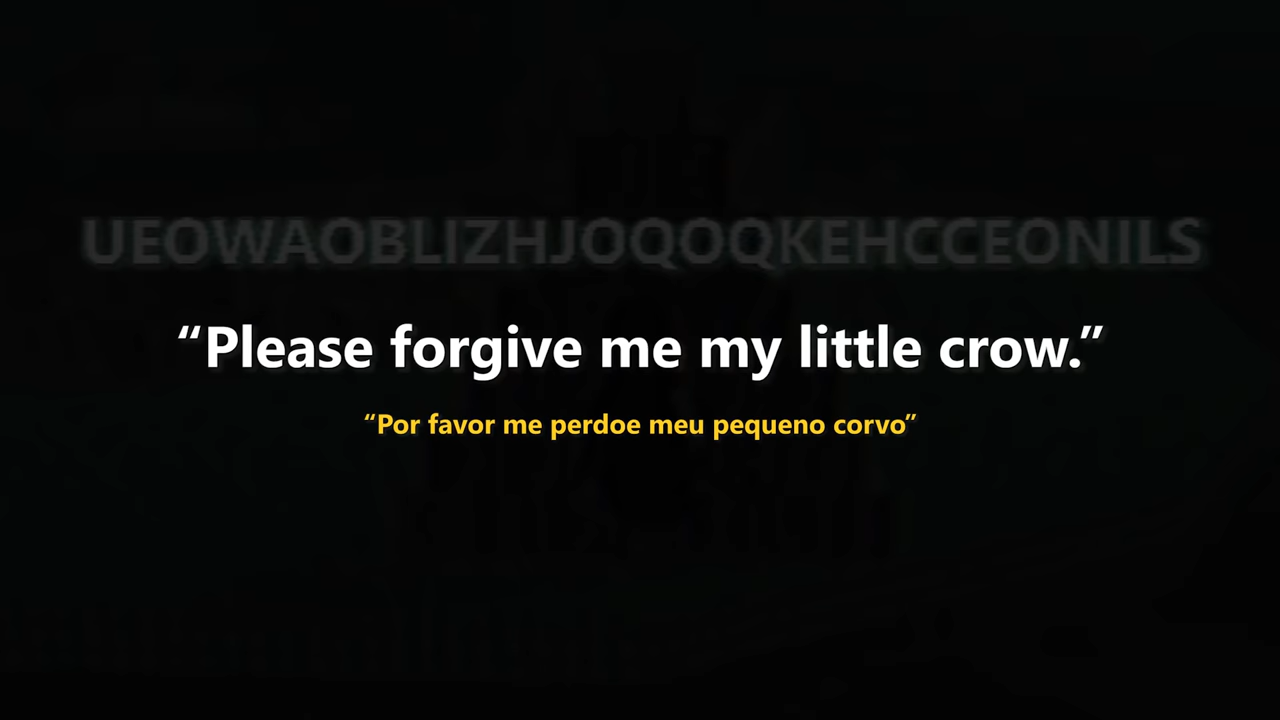 UEOWAOBLIZHJOQOQKEHCCEONILS
“Please forgive me my little crow.”
“Por favor me perdoe meu pequeno corvo”